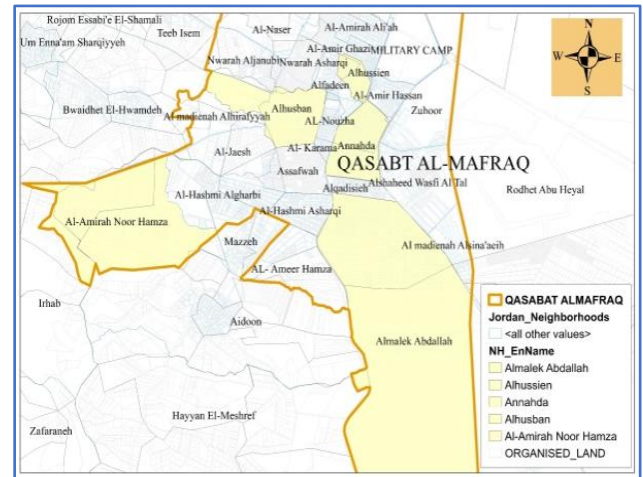 Rojom Essabi'e El-Shamali
Teeb Isem
Al-Naser
Al-Amirah Ali'ah
N
W
E
S
Um Enna'am Sharqiyyeh
Al-Amir Ghazi
MILITARY CAMP
Nwarah Aljanubi
Nwarah Asharqi
Alhussien
Alfadeen
Al-Amir Hassan
Bwaidhet El-Hwamdeh
Al madienah Alhirafyyah
Alhusban
AL-Nouzha
Zuhoor
Al-Jaesh
Al- Karama
Annahda
QASABT AL-MAFRAQ
Assafwah
Alqadisieh
Alshaheed Wasfi Al Tal
Rodhet Abu Heyal
Al-Hashmi Algharbi
Al-Amirah Noor Hamza
Al-Hashmi Asharqi
Mazzeh
Al madienah Alsina'aeih
AL- Ameer Hamza
Irhab
Aidoon
Almalek Abdallah
Hayyan El-Meshref
Zafaraneh
QASABAT ALMAFRAQ
Jordan_Neighborhoods
<all other values>
NH_EnName
Almalek Abdallah
Alhussien
Annahda
Alhusban
Al-Amirah Noor Hamza
ORGANISED_LAND